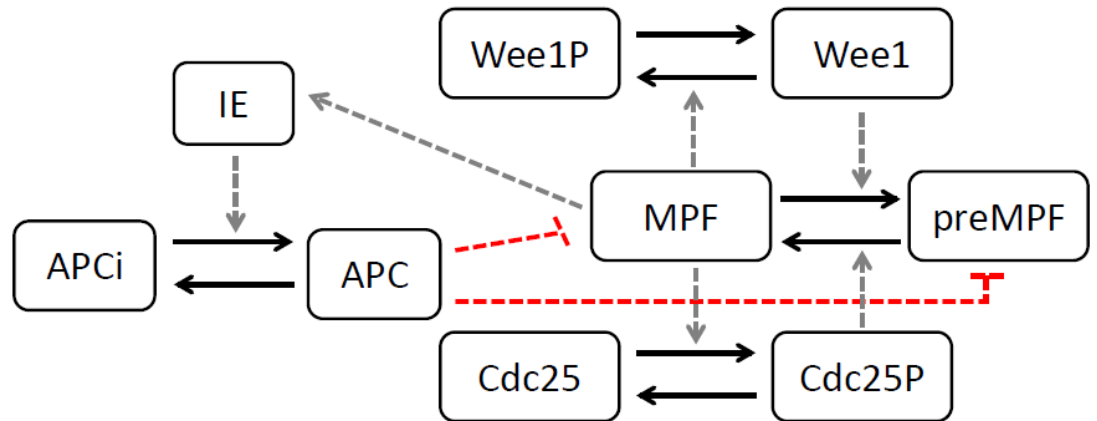 Wee1P
Wee1
IE
MPF
preMPF
APCi
APC
Cdc25
Cdc25P